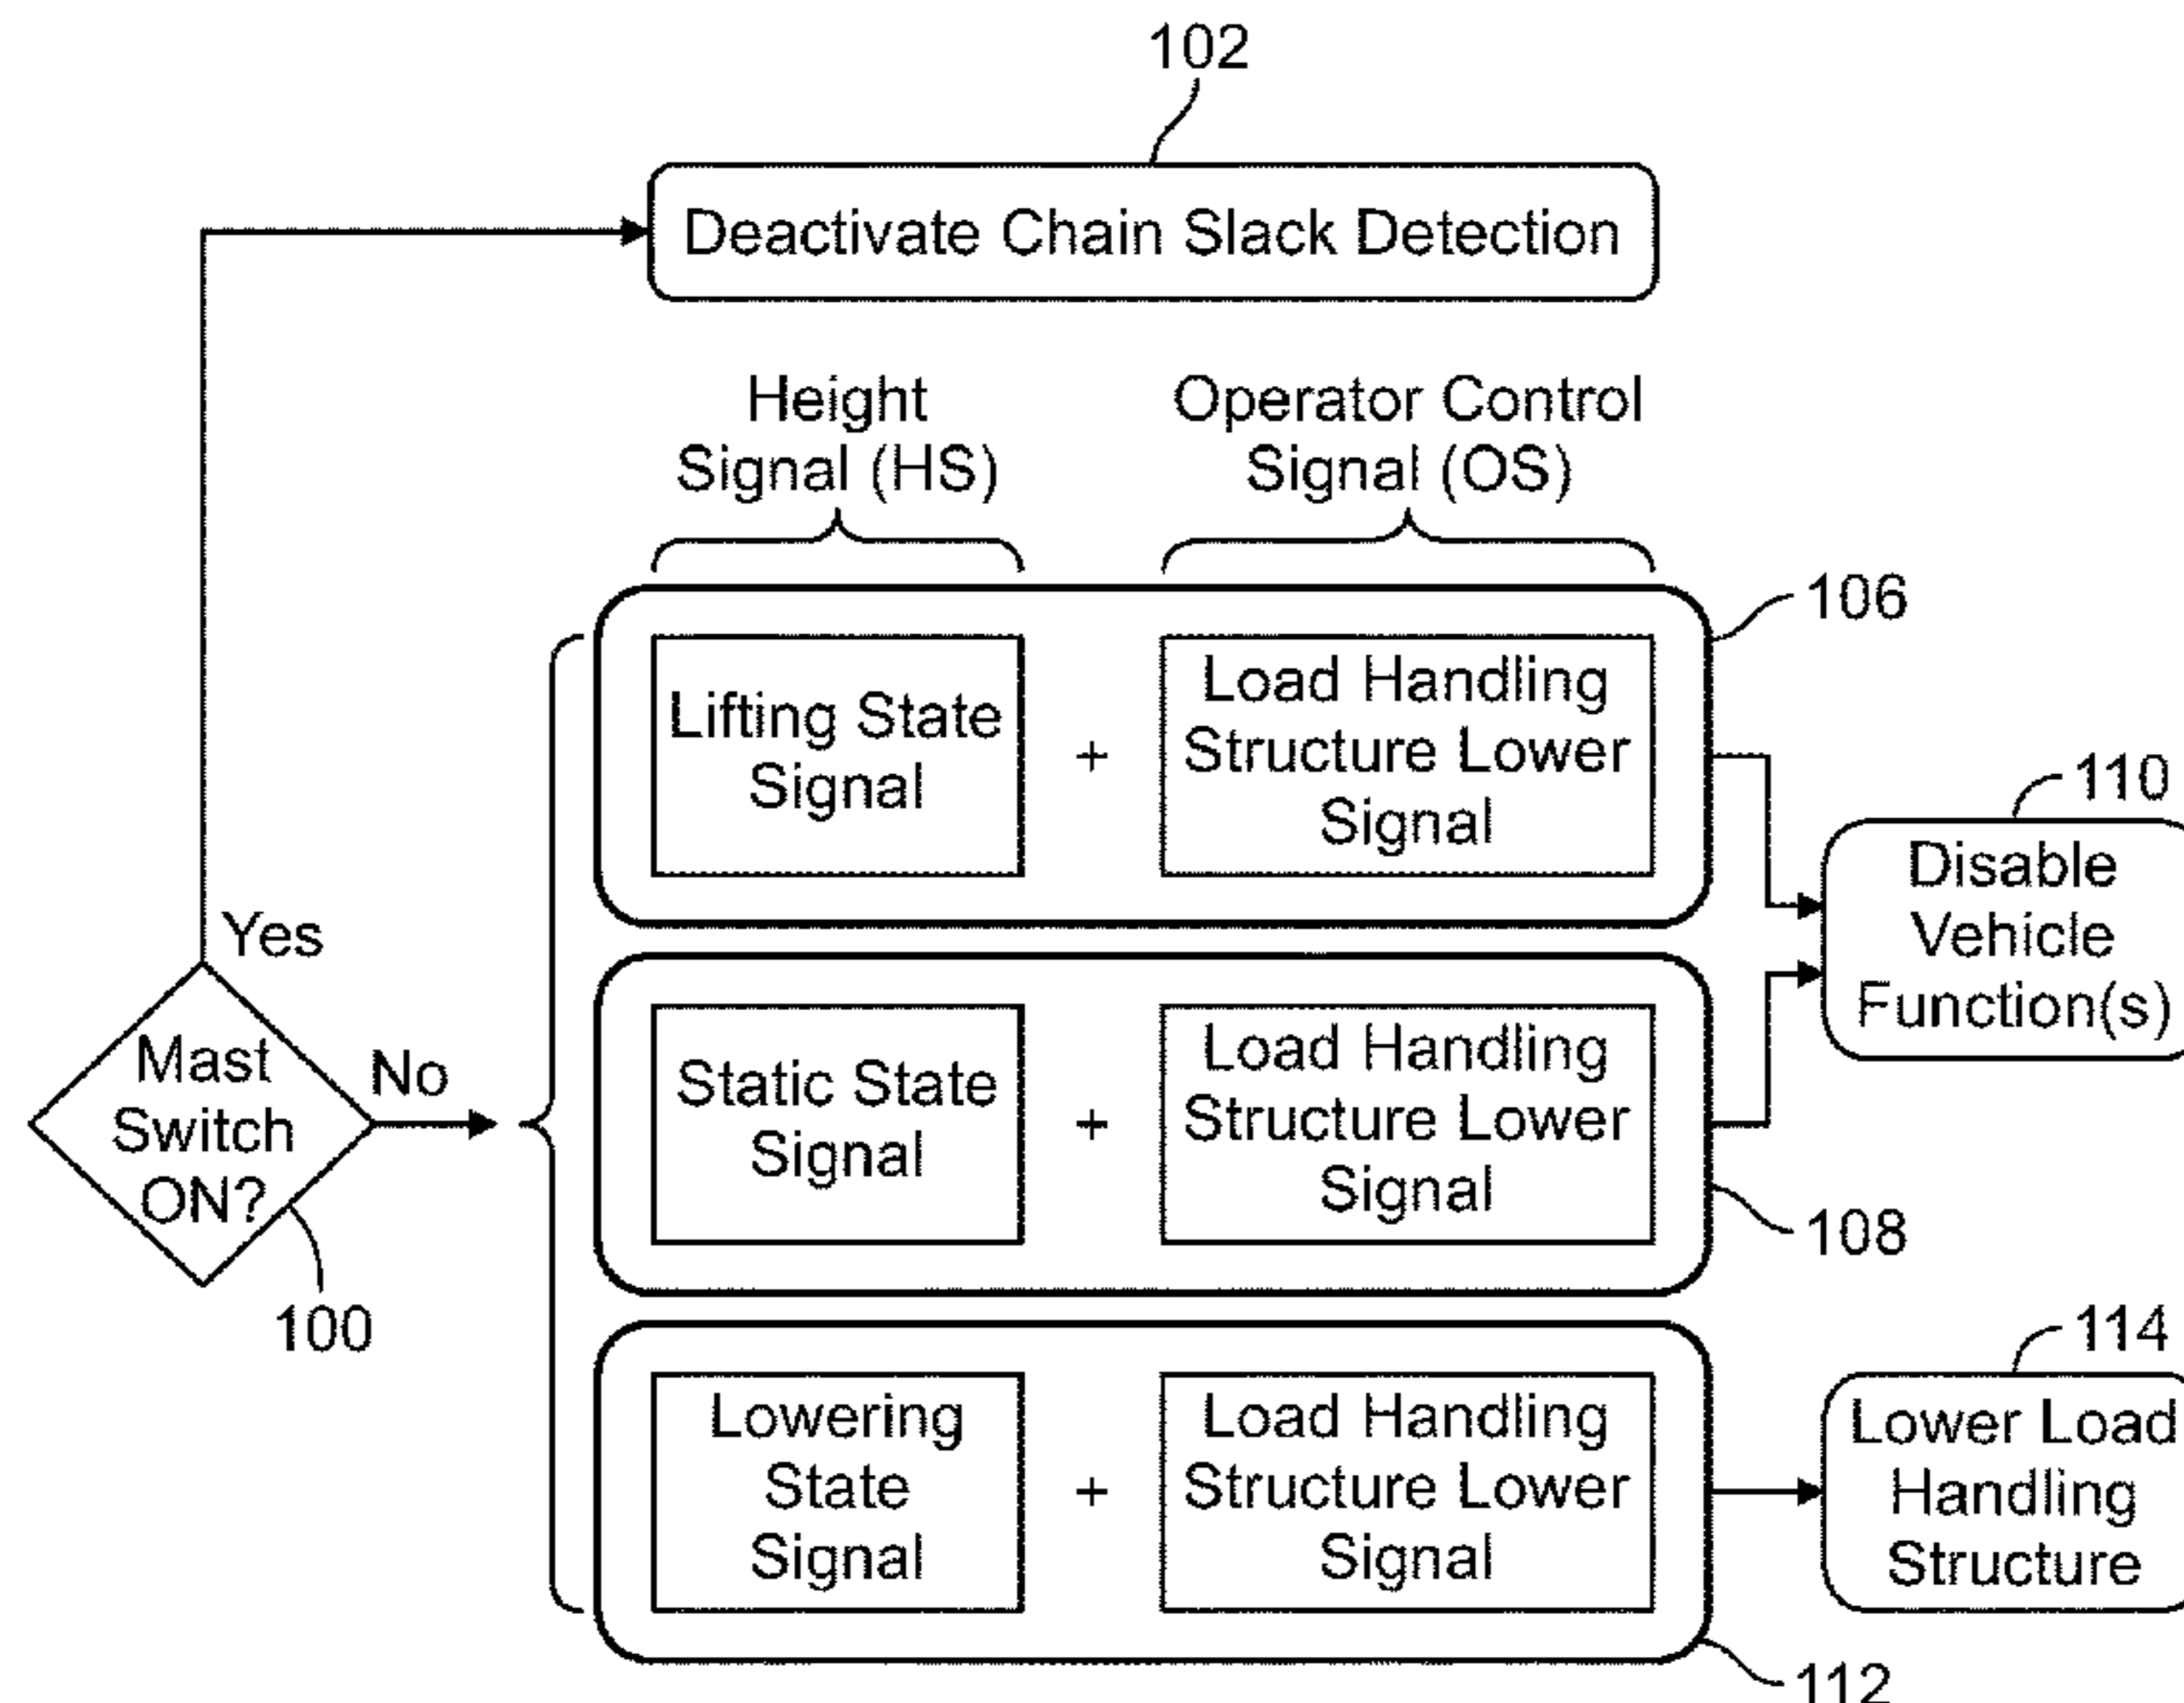 102
Deactivate Chain Slack Detection
Height
Signal (HS)
Operator Control
Signal (OS)
106
Lifting State
Signal
+
Load Handling
Structure Lower
Signal
110
Disable
Vehicle
Function(s)
Yes
Mast
Switch
ON?
No
100
Static State
Signal
+
Load Handling
Structure Lower
Signal
108
Lowering
State
Signal
+
Load Handling
Structure Lower
Signal
114
Lower Load
Handling
Structure
112